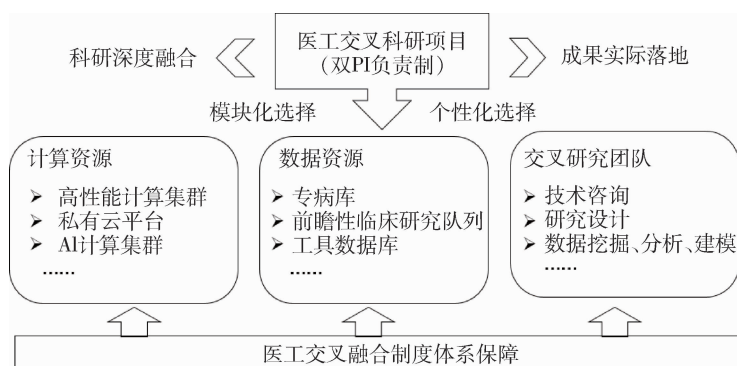 医工交叉科研项目
（双PI负责制）
科研深度融合
成果实际落地
模块化选择
个性化选择
计算资源
➢ 高性能计算集群
➢ 私有云平台
➢ AI计算集群
……
数据资源
➢ 专病库
➢ 前瞻性临床研究队列
➢ 工具数据库
……
交叉研究团队
➢ 技术咨询
➢ 研究设计
➢ 数据挖掘、分析、建模
……
医工交叉融合制度体系保障